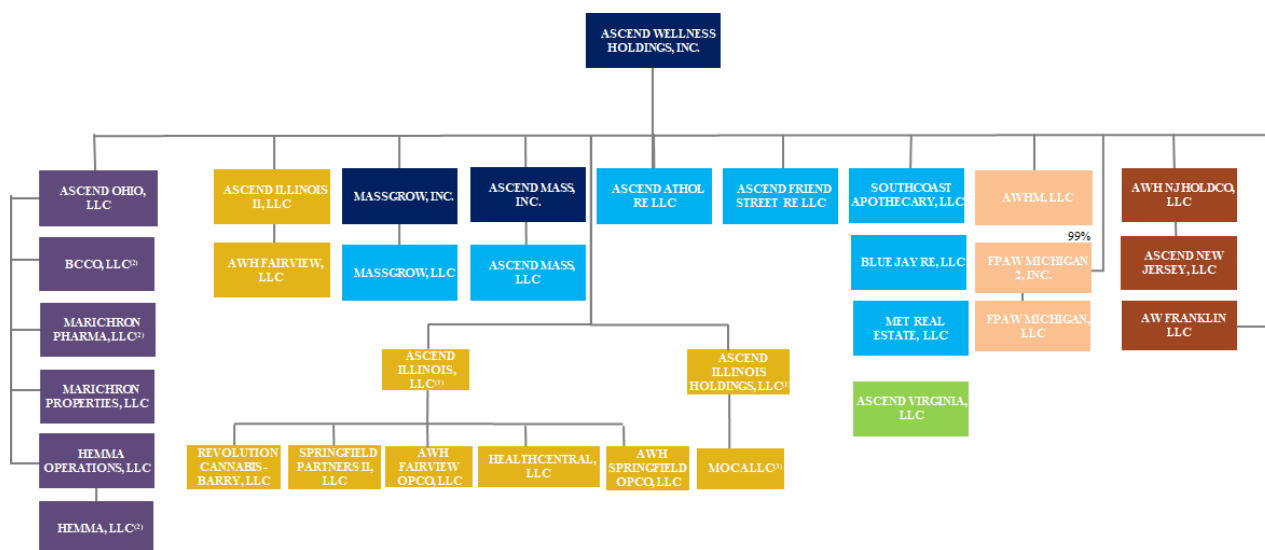 ASCEND WELLNESS
HOLDINGS, INC.
ASCEND OHIO,
LLC
BCCO, LLC(2)
MARICHRON
PHARMA, LLC(2)
MARICHRON
PROPERTIES, LLC
HEMMA
OPERATIONS, LLC
HEMMA, LLC(2)
ASCEND ILLINOIS
II, LLC
AWH FAIRVIEW,
LLC
MASSGROW, INC.
MASSGROW, LLC
ASCEND MASS,
INC.
ASCEND MASS,
LLC
ASCEND ATHOL
RE LLC
ASCEND FRIEND
STREET RE LLC
SOUTHCOAST
APOTHECARY, LLC
BLUE JAY RE, LLC
MET REAL
ESTATE, LLC
ASCEND VIRGINIA,
LLC
AWHM, LLC
99%
FPAW MICHIGAN
2, INC.
FPAW MICHIGAN,
LLC
AWH NJ HOLDCO,
LLC
ASCEND NEW
JERSEY, LLC
AW FRANKLIN
LLC
ASCEND
ILLINOIS,
LLC(1)
ASCEND
ILLINOIS
HOLDINGS, LLC(1)
REVOLUTION
CANNABIS-
BARRY, LLC
SPRINGFIELD
PARTNERS II,
LLC
AWH
FAIRVIEW
OPCO, LLC
HEALTHCENTRAL,
LLC
AWH
SPRINGFIELD
OPCO, LLC
MOCA LLC(3)